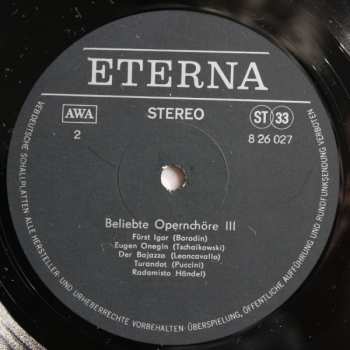 ETERNA
AWA
STEREO
ST 33
2
8 26 027
Beliebte Opernchöre III
Fürst Igor (Borodin)
Eugen Onegin (Tschaikowski)
Der Bajazzo (Leoncavallo)
Turandot (Puccini)
Radamisto Händel)
VEB DEUTSCHE SCHALLPLATTEN ALLE HERSTELLER- UND URHEBERRECHTE VORBEHALTEN · ÜBERSPIELUNG, ÖFFENTLICHE AUFFÜHRUNG UND RUNDFUNKSENDUNG VERBOTEN